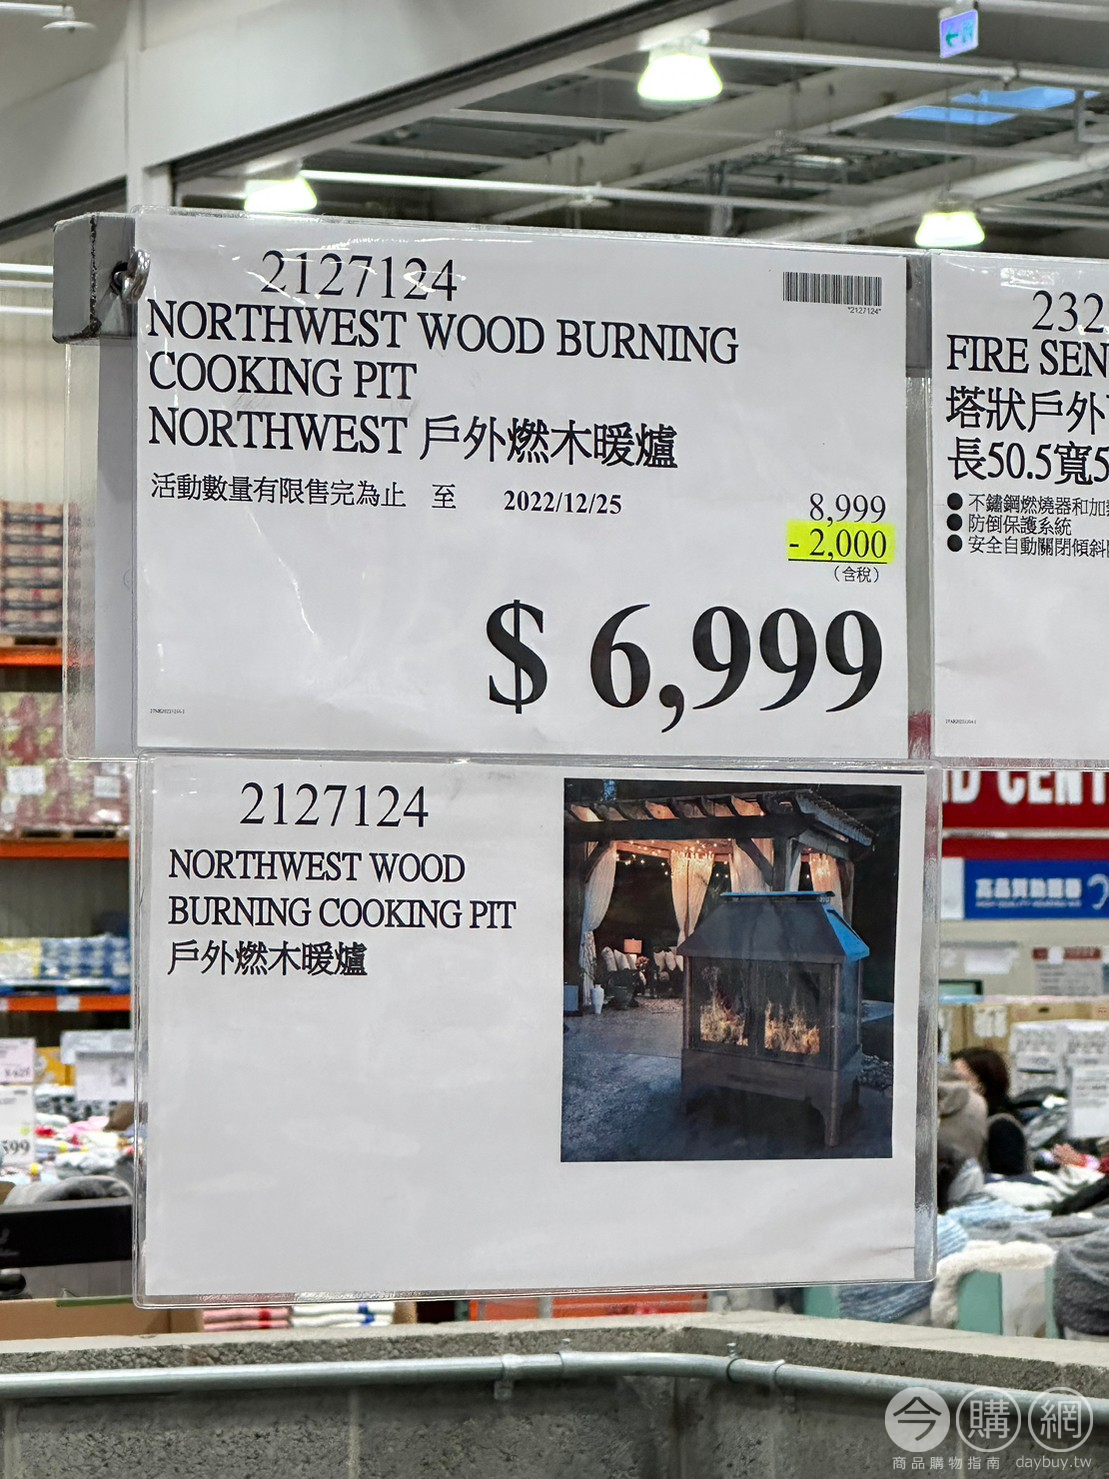 2127124
*2127124*
NORTHWEST WOOD BURNING
COOKING PIT
NORTHWEST 戶外燃木暖爐
活動數量有限售完為止 至 2022/12/25
8,999
- 2,000
(含稅)
$ 6,999
232
FIRE SEN
塔狀戶外
長50.5寬5
● 不鏽鋼燃燒器和加
● 防倒保護系統
● 安全自動關閉傾斜
2127124
NORTHWEST WOOD
BURNING COOKING PIT
戶外燃木暖爐
599
今購網
商品購物指南 daybuy.tw